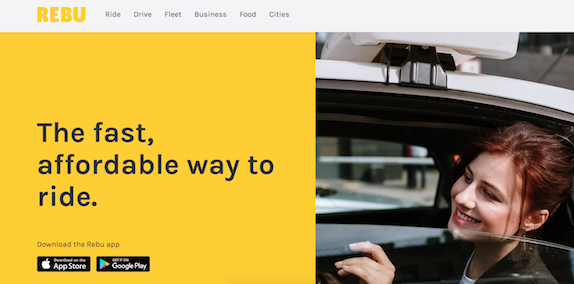 REBU
Ride Drive Fleet Business Food Cities
The fast,
affordable way to
ride.
Download the Rebu app
Download on the
App Store
GET IT ON
Google Play